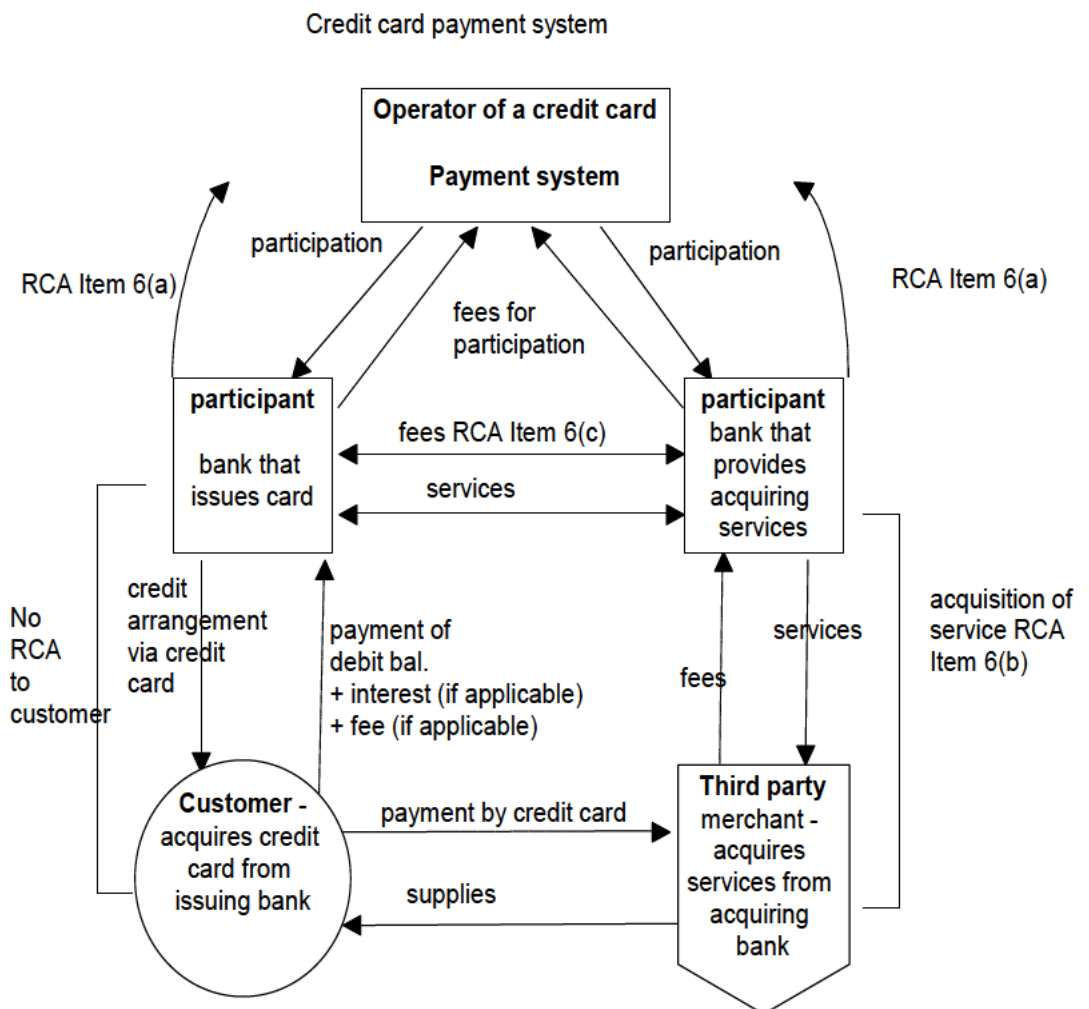 Credit card payment system
Operator of a credit card
Payment system
participation
participation
RCA Item 6(a)
RCA Item 6(a)
fees for
participation
participant
bank that
issues card
participant
bank that
provides
acquiring
services
fees RCA Item 6(c)
services
No
RCA
to
customer
credit
arrangement
via credit
card
payment of
debit bal.
+ interest (if applicable)
+ fee (if applicable)
fees
services
acquisition of
service RCA
Item 6(b)
Customer -
acquires credit
card from
issuing bank
payment by credit card
supplies
Third party
merchant -
acquires
services from
acquiring
bank